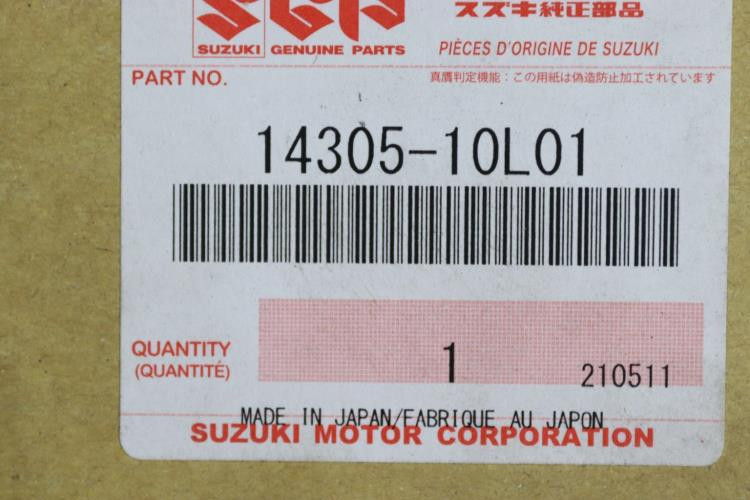 スズキ純正部品
SUZUKI GENUINE PARTS
PIÈCES D'ORIGINE DE SUZUKI
PART NO.
真贋判定機能：この用紙は偽造防止加工されています
14305-10L01
QUANTITY
(QUANTITÉ)
1
210511
MADE IN JAPAN/FABRIQUE AU JAPON
SUZUKI MOTOR CORPORATION